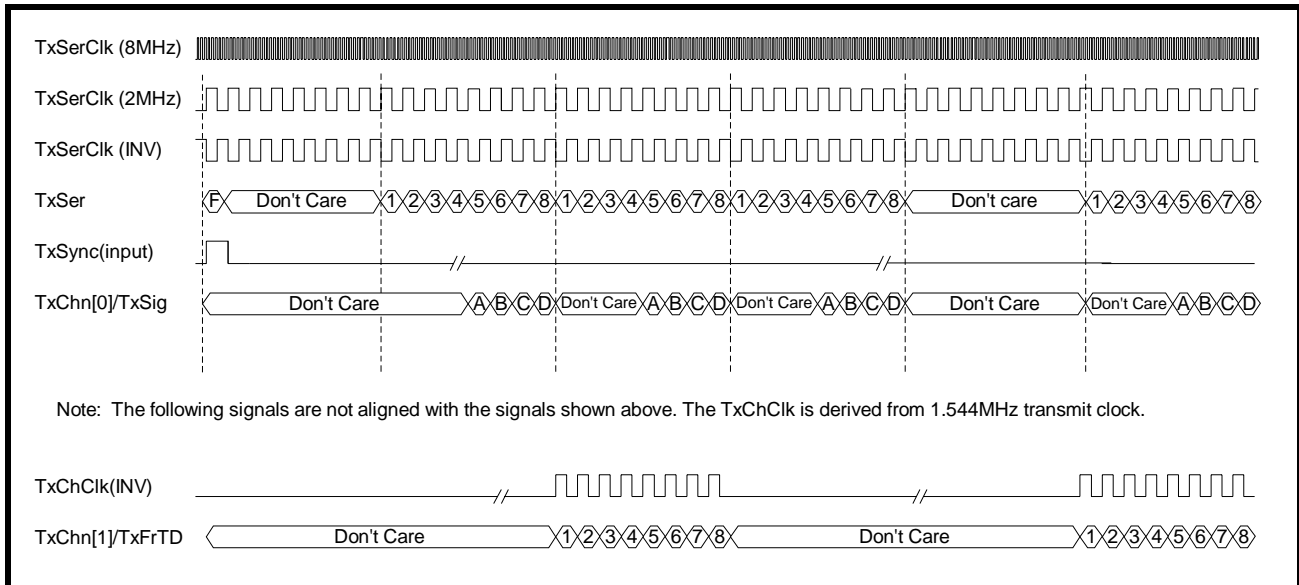 TxSerClk (8MHz)
TxSerClk (2MHz)
TxSerClk (INV)
TxSer F Don't Care 1 2 3 4 5 6 7 8 1 2 3 4 5 6 7 8 1 2 3 4 5 6 7 8 Don't care 1 2 3 4 5 6 7 8
TxSync(input)
TxChn[0]/TxSig Don't Care A B C D Don't Care A B C D Don't Care A B C D Don't Care Don't Care A B C D
Note: The following signals are not aligned with the signals shown above. The TxChClk is derived from 1.544MHz transmit clock.
TxChClk(INV)
TxChn[1]/TxFrTD Don't Care 1 2 3 4 5 6 7 8 Don't Care 1 2 3 4 5 6 7 8